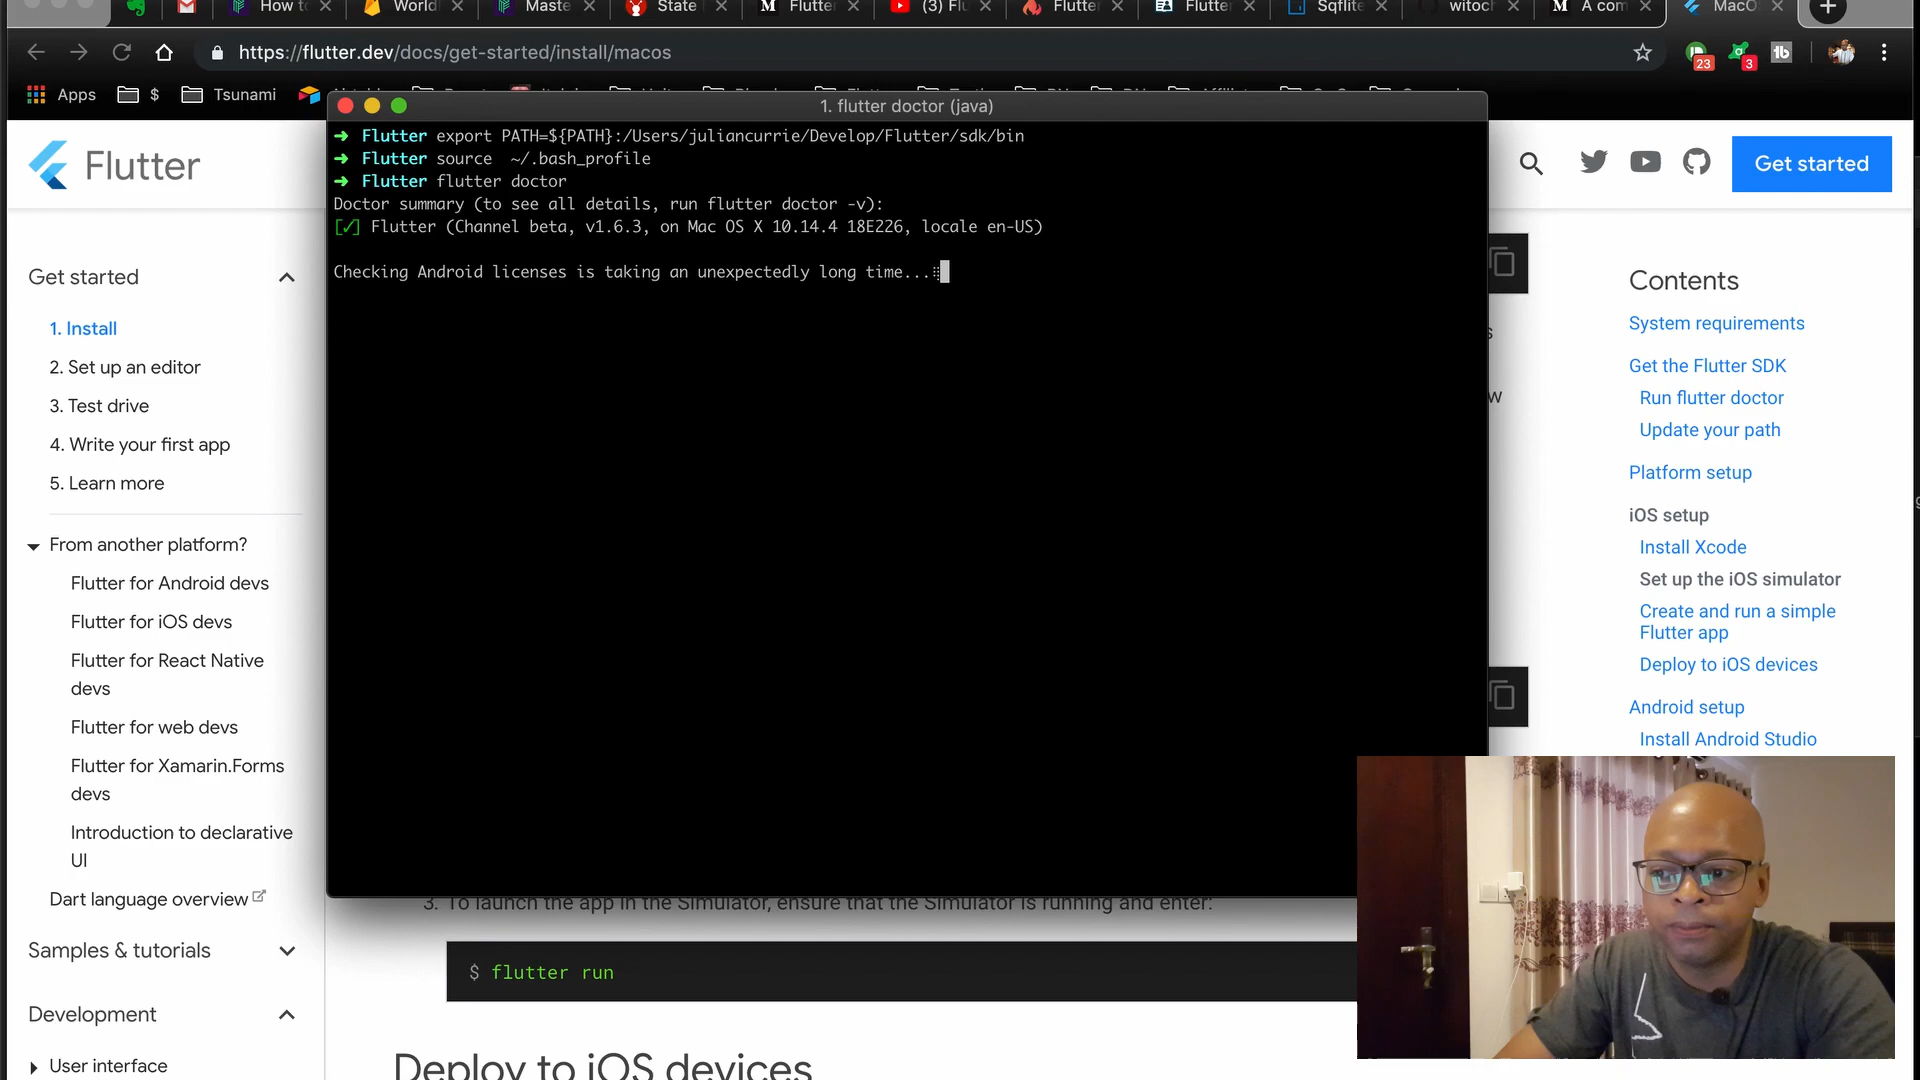 How to
World
Maste
State
Flutter
(3) Flu
Flutter
Flutter
Sqflite
witoch
A com
MacO
https://flutter.dev/docs/get-started/install/macos
23
3
Apps
$
Tsunami
1. flutter doctor (java)
➜ Flutter export PATH=${PATH}:/Users/juliancurrie/Develop/Flutter/sdk/bin
➜ Flutter source ~/.bash_profile
➜ Flutter flutter doctor
Doctor summary (to see all details, run flutter doctor -v):
[✓] Flutter (Channel beta, v1.6.3, on Mac OS X 10.14.4 18E226, locale en-US)
Checking Android licenses is taking an unexpectedly long time...
Flutter
Get started
Get started
1. Install
2. Set up an editor
3. Test drive
4. Write your first app
5. Learn more
From another platform?
Flutter for Android devs
Flutter for iOS devs
Flutter for React Native
devs
Flutter for web devs
Flutter for Xamarin.Forms
devs
Introduction to declarative
UI
Dart language overview
Samples & tutorials
Development
User interface
Contents
System requirements
Get the Flutter SDK
Run flutter doctor
Update your path
Platform setup
iOS setup
Install Xcode
Set up the iOS simulator
Create and run a simple
Flutter app
Deploy to iOS devices
Android setup
Install Android Studio
3. To launch the app in the Simulator, ensure that the Simulator is running and enter:
$ flutter run
Deploy to iOS devices